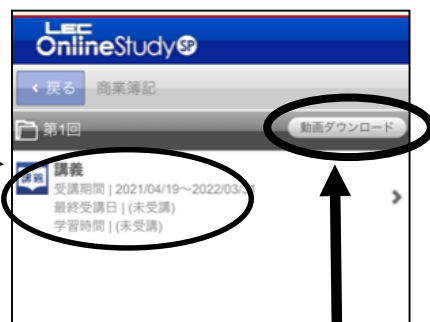 LEC
OnlineStudy SP
戻る 商業簿記
第1回 動画ダウンロード
講義 講義
受講期間 | 2021/04/19～2022/03/
最終受講日 | (未受講)
学習時間 | (未受講)